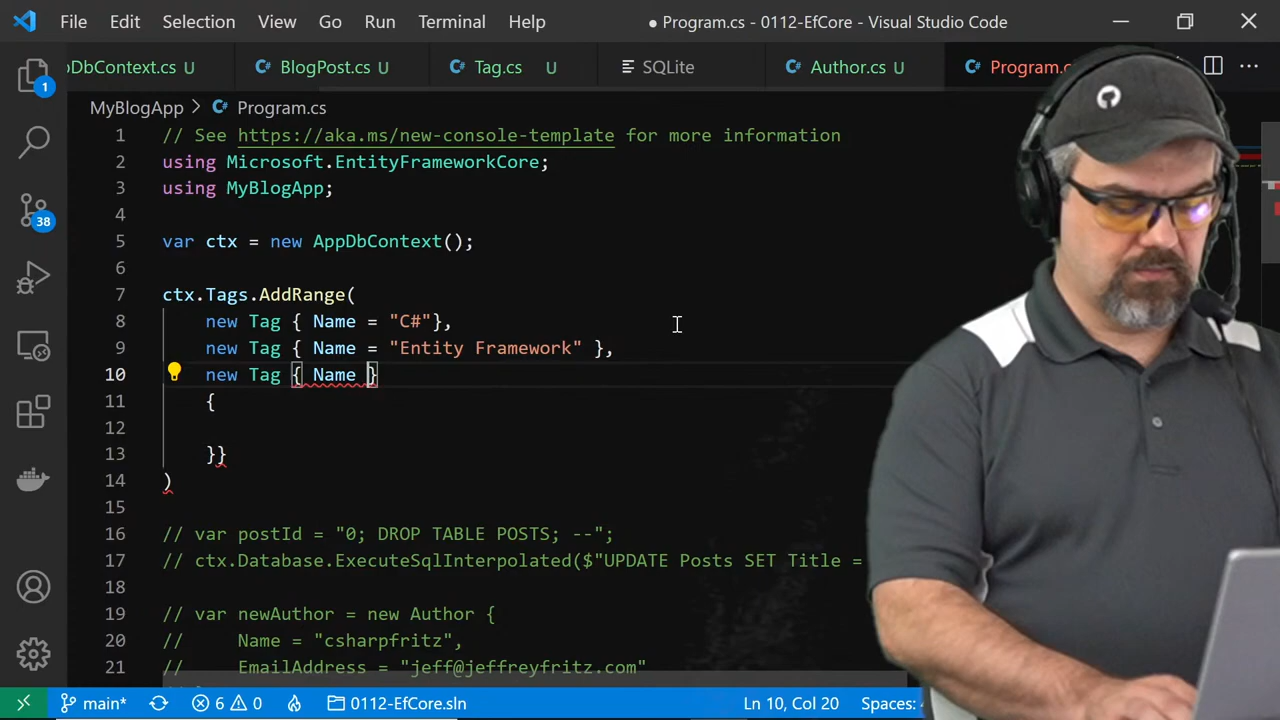 File Edit Selection View Go Run Terminal Help ● Program.cs - 0112-EfCore - Visual Studio Code
pDbContext.cs U C# BlogPost.cs U C# Tag.cs U SQLite C# Author.cs U C# Program.c
MyBlogApp > C# Program.cs
1 // See https://aka.ms/new-console-template for more information
2 using Microsoft.EntityFrameworkCore;
3 using MyBlogApp;
4
5 var ctx = new AppDbContext();
6
7 ctx.Tags.AddRange(
8 new Tag { Name = "C#"},
9 new Tag { Name = "Entity Framework" },
10 new Tag { Name }
11 {
12
13 }}
14 )
15
16 // var postId = "0; DROP TABLE POSTS; --";
17 // ctx.Database.ExecuteSqlInterpolated($"UPDATE Posts SET Title =
18
19 // var newAuthor = new Author {
20 // Name = "csharpfritz",
21 // EmailAddress = "jeff@jeffreyfritz.com"
1
38
main* 6 0 0112-EfCore.sln Ln 10, Col 20 Spaces: